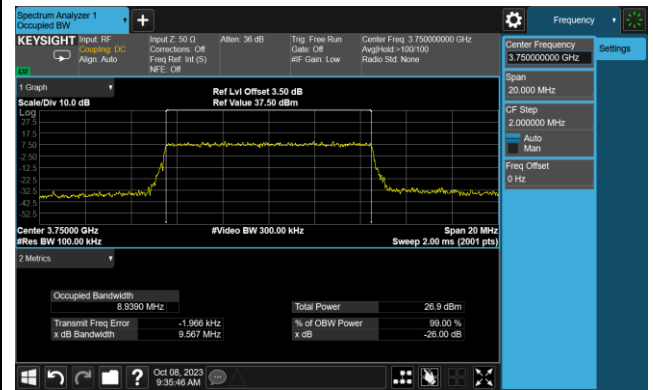 Spectrum Analyzer 1
Occupied BW
Frequency
KEYSIGHT
Input: RF
Coupling: DC
Align: Auto
Input Z: 50 Ω
Corrections: Off
Freq Ref: Int (S)
NFE: Off
Atten: 36 dB
Trig: Free Run
Gate: Off
#IF Gain: Low
Center Freq: 3.750000000 GHz
Avg|Hold:>100/100
Radio Std: None
Center Frequency
3.750000000 GHz
Settings
Span
20.000 MHz
CF Step
2.000000 MHz
Auto
Man
Freq Offset
0 Hz
1 Graph
Scale/Div 10.0 dB
Ref Lvl Offset 3.50 dB
Ref Value 37.50 dBm
Log
27.5
17.5
7.50
-2.50
-12.5
-22.5
-32.5
-42.5
-52.5
Center 3.75000 GHz
#Res BW 100.00 kHz
#Video BW 300.00 kHz
Span 20 MHz
Sweep 2.00 ms (2001 pts)
2 Metrics
Occupied Bandwidth
8.9390 MHz
Total Power 26.9 dBm
Transmit Freq Error -1.966 kHz
% of OBW Power 99.00 %
x dB Bandwidth 9.567 MHz
x dB -26.00 dB
Oct 08, 2023
9:35:46 AM